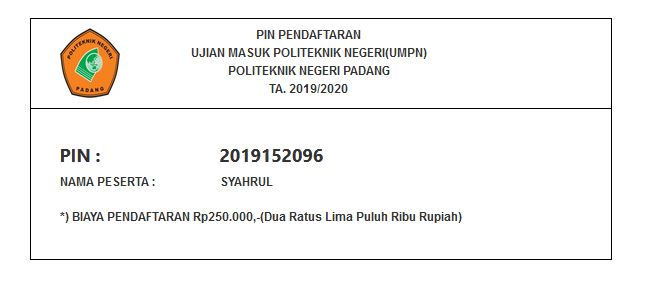 POLITEKNIK NEGERI
PADANG
PIN PENDAFTARAN
UJIAN MASUK POLITEKNIK NEGERI(UMPN)
POLITEKNIK NEGERI PADANG
TA. 2019/2020
PIN : 2019152096
NAMA PESERTA : SYAHRUL
*) BIAYA PENDAFTARAN Rp250.000,-(Dua Ratus Lima Puluh Ribu Rupiah)